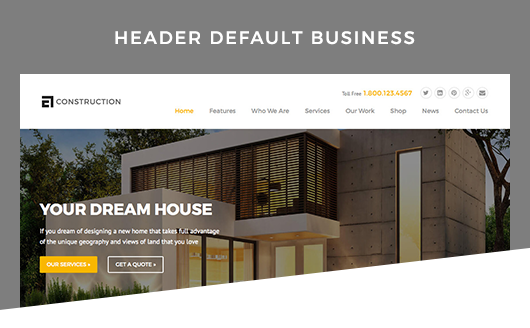 HEADER DEFAULT BUSINESS
Toll Free 1.800.123.4567
CONSTRUCTION
Home Features Who We Are Services Our Work Shop News Contact Us
YOUR DREAM HOUSE
If you dream of designing a new home that takes full advantage
of the unique geography and views of land that you love
OUR SERVICES » GET A QUOTE »